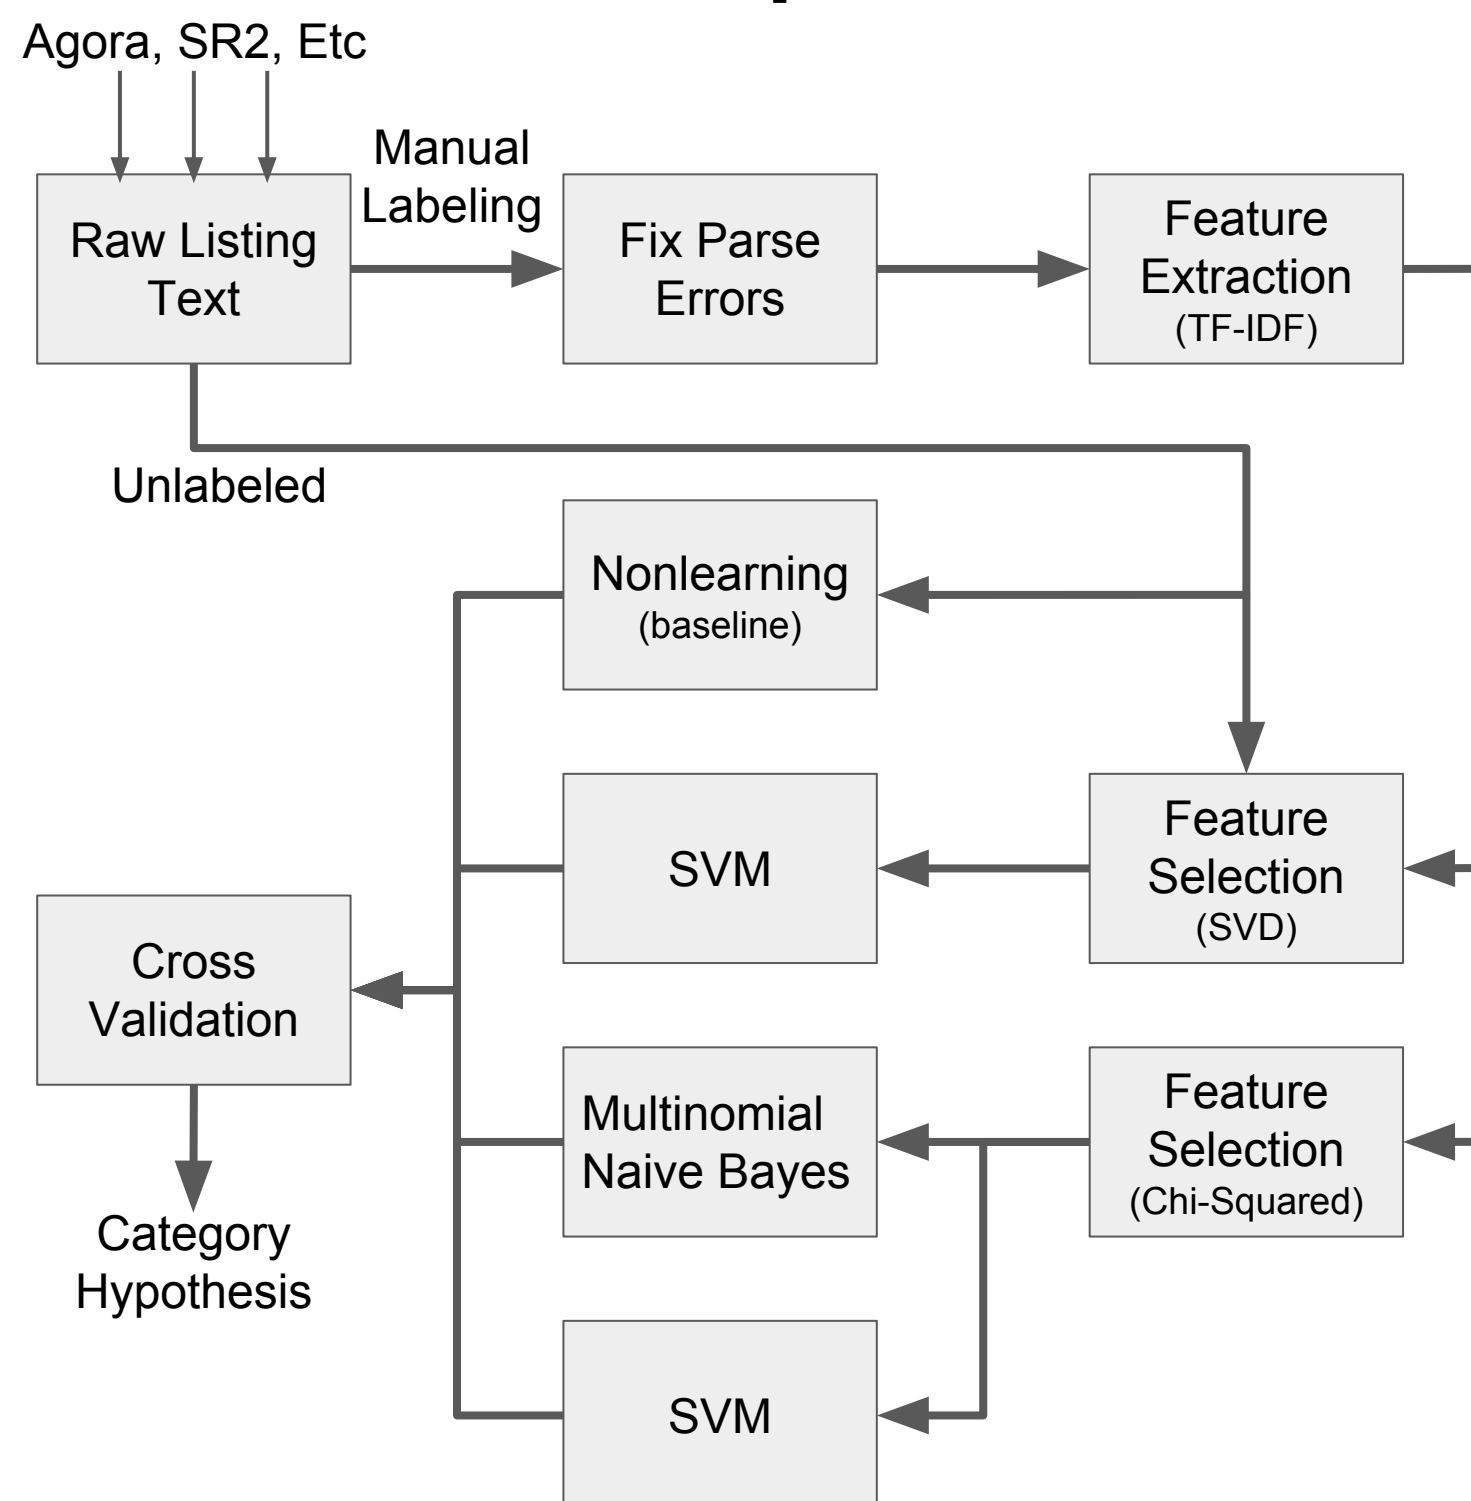 Agora, SR2, Etc
Manual
Labeling
Raw Listing
Text
Fix Parse
Errors
Feature
Extraction
(TF-IDF)
Unlabeled
Nonlearning
(baseline)
SVM
Feature
Selection
(SVD)
Cross
Validation
Multinomial
Naive Bayes
Feature
Selection
(Chi-Squared)
Category
Hypothesis
SVM